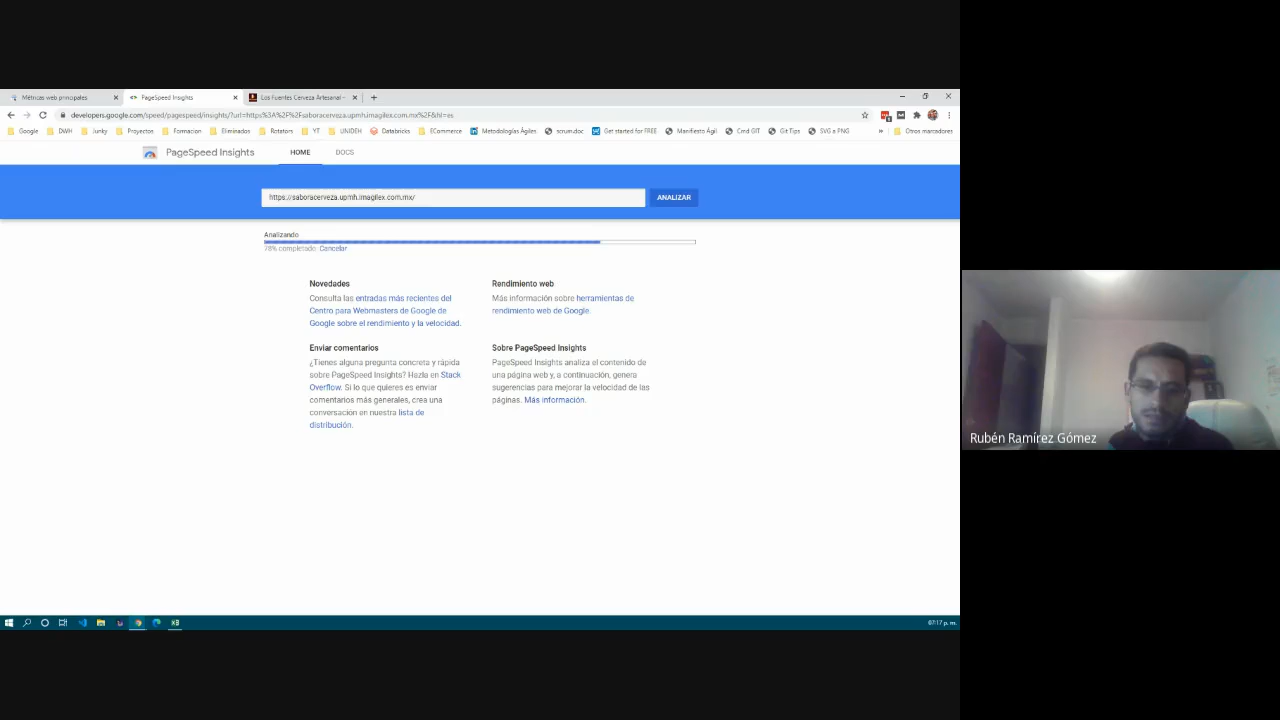 Métricas web principales
PageSpeed Insights
Los Fuentes Cerveza Artesanal –
developers.google.com/speed/pagespeed/insights/?url=https%3A%2F%2Fsaboracerveza.upmh.imagilex.com.mx%2F&hl=es
Google DWH Junky Proyectos Formacion Eliminados Rotators YT UNIDEH Databricks ECommerce Metodologías Ágiles scrum.doc Get started for FREE Manifiesto Ágil Cmd GIT Git Tips SVG a PNG » Otros marcadores
PageSpeed Insights HOME DOCS
https://saboracerveza.upmh.imagilex.com.mx/ ANALIZAR
Analizando
78% completado Cancelar
Novedades
Consulta las entradas más recientes del
Centro para Webmasters de Google de
Google sobre el rendimiento y la velocidad.
Rendimiento web
Más información sobre herramientas de
rendimiento web de Google.
Enviar comentarios
¿Tienes alguna pregunta concreta y rápida
sobre PageSpeed Insights? Hazla en Stack
Overflow. Si lo que quieres es enviar
comentarios más generales, crea una
conversación en nuestra lista de
distribución.
Sobre PageSpeed Insights
PageSpeed Insights analiza el contenido de
una página web y, a continuación, genera
sugerencias para mejorar la velocidad de las
páginas. Más información.
07:17 p. m.
Rubén Ramírez Gómez